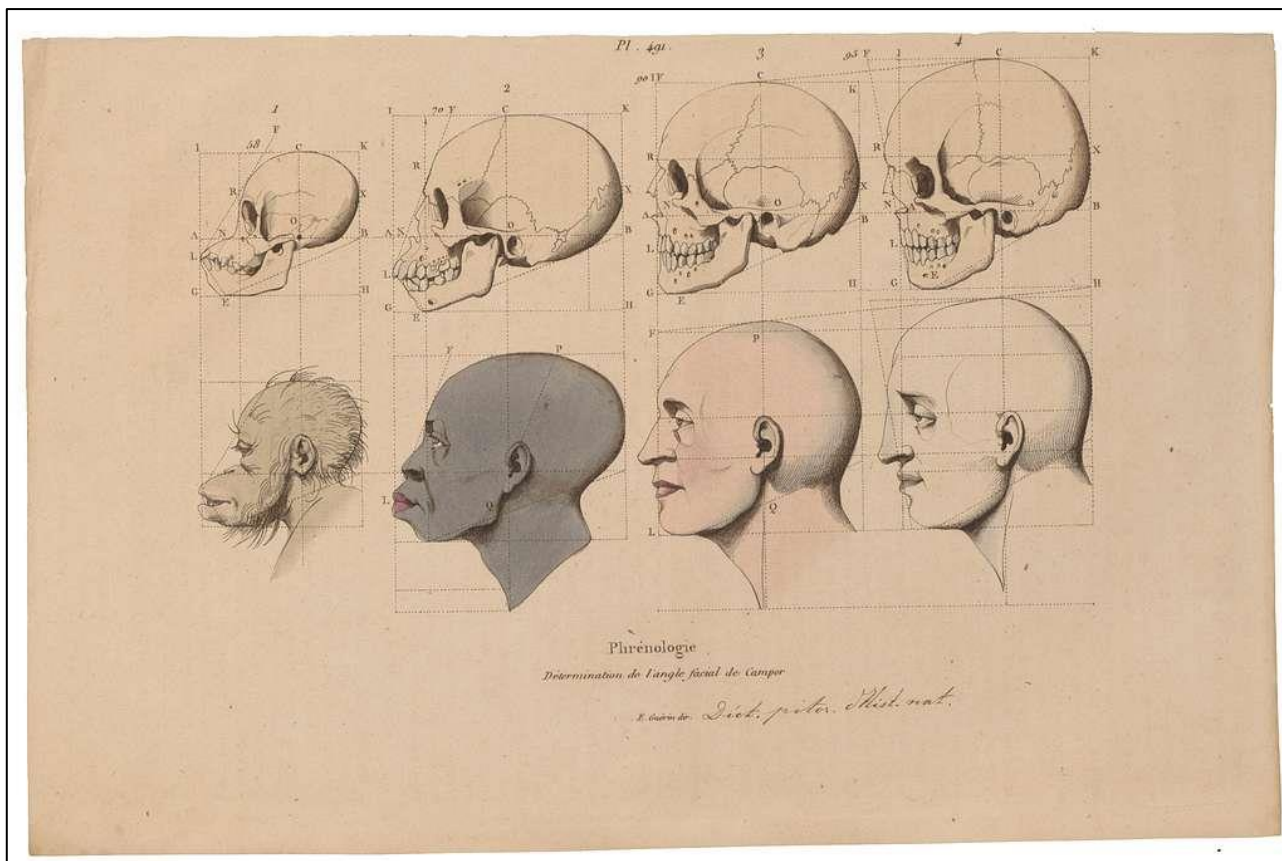 Pl. 491.
1 2 3 4
58 F 70 F 90 F 95 F
I C K I C K I F C K I C K
R X R X R X R X
A N O B A N O B A N O B N O B
L L L L
E H G E H G E H G E H
F P F P
L Q L Q
Phrénologie
Détermination de l'angle facial de Camper
E. Guérin dir. Dict. pitor. d'Hist. nat.